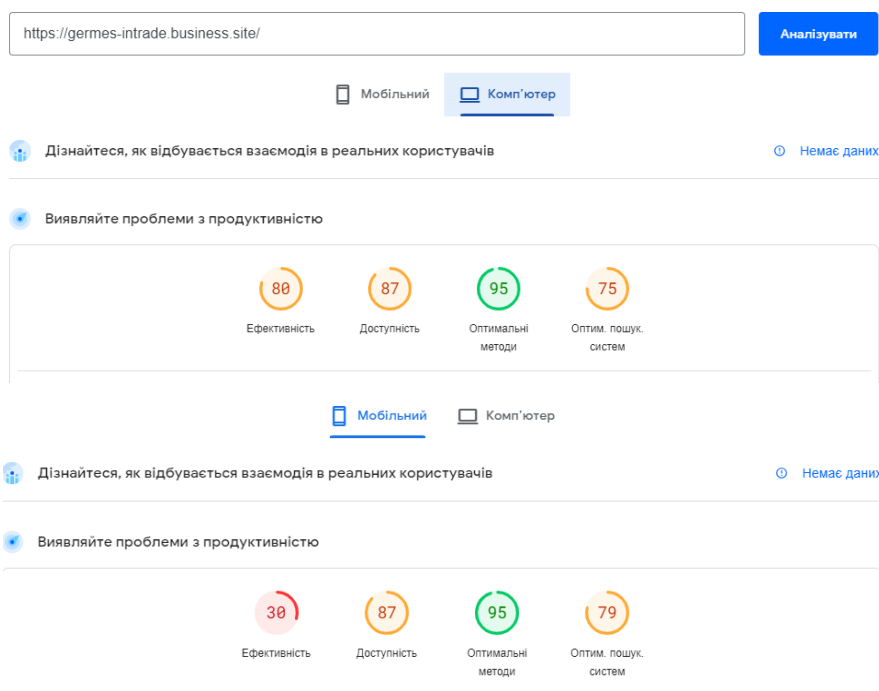 https://germes-intrade.business.site/
Аналізувати
Мобільний
Комп'ютер
Дізнайтеся, як відбувається взаємодія в реальних користувачів
Немає даних
Виявляйте проблеми з продуктивністю
80
87
95
75
Ефективність
Доступність
Оптимальні
методи
Оптим. пошук.
систем
Мобільний
Комп'ютер
Дізнайтеся, як відбувається взаємодія в реальних користувачів
Немає даних
Виявляйте проблеми з продуктивністю
30
87
95
79
Ефективність
Доступність
Оптимальні
методи
Оптим. пошук.
систем